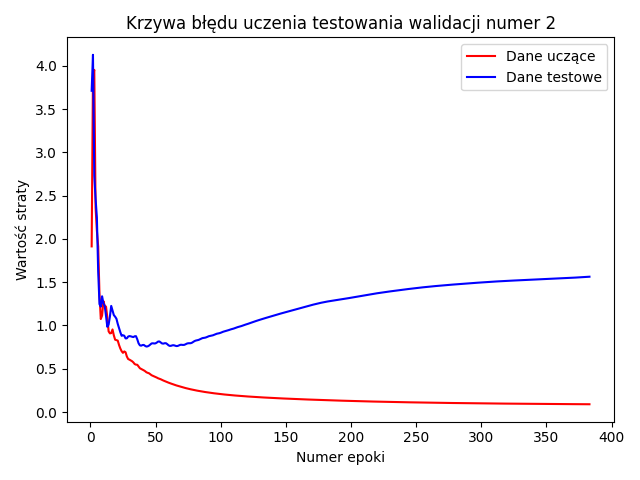 Krzywa błędu uczenia testowania walidacji numer 2
Dane uczące
Dane testowe
Wartość straty
4.0
3.5
3.0
2.5
2.0
1.5
1.0
0.5
0.0
0 50 100 150 200 250 300 350 400
Numer epoki